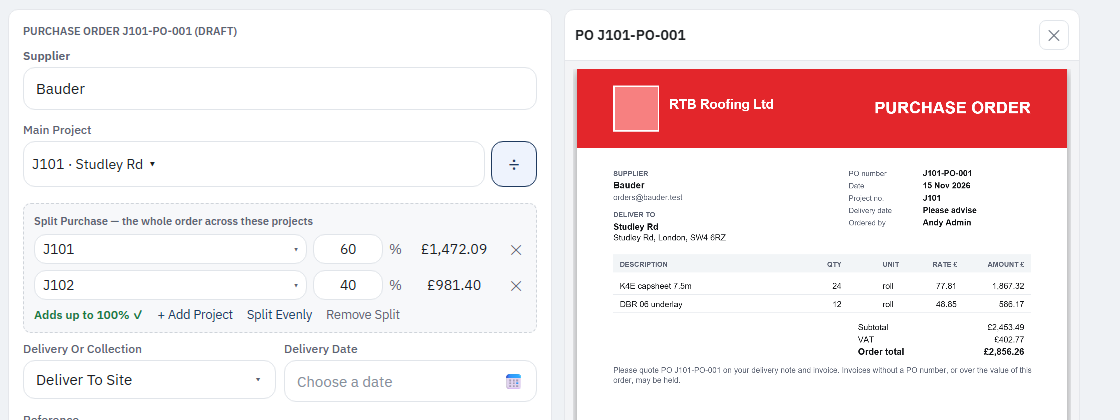 PURCHASE ORDER J101-PO-001 (DRAFT)
Supplier
Bauder
Main Project
J101 · Studley Rd ▾
÷
Split Purchase — the whole order across these projects
J101 60 % £1,472.09
J102 40 % £981.40
Adds up to 100% ✓ + Add Project Split Evenly Remove Split
Delivery Or Collection Delivery Date
Deliver To Site Choose a date
Reference
PO J101-PO-001
RTB Roofing Ltd PURCHASE ORDER
SUPPLIER
Bauder
orders@bauder.test
DELIVER TO
Studley Rd
Studley Rd, London, SW4 6RZ
PO number J101-PO-001
Date 15 Nov 2026
Project no. J101
Delivery date Please advise
Ordered by Andy Admin
DESCRIPTION QTY UNIT RATE £ AMOUNT £
K4E capsheet 7.5m 24 roll 77.81 1,867.32
DBR 06 underlay 12 roll 48.85 586.17
Subtotal £2,453.49
VAT £402.77
Order total £2,856.26
Please quote PO J101-PO-001 on your delivery note and invoice. Invoices without a PO number, or over the value of this
order, may be held.